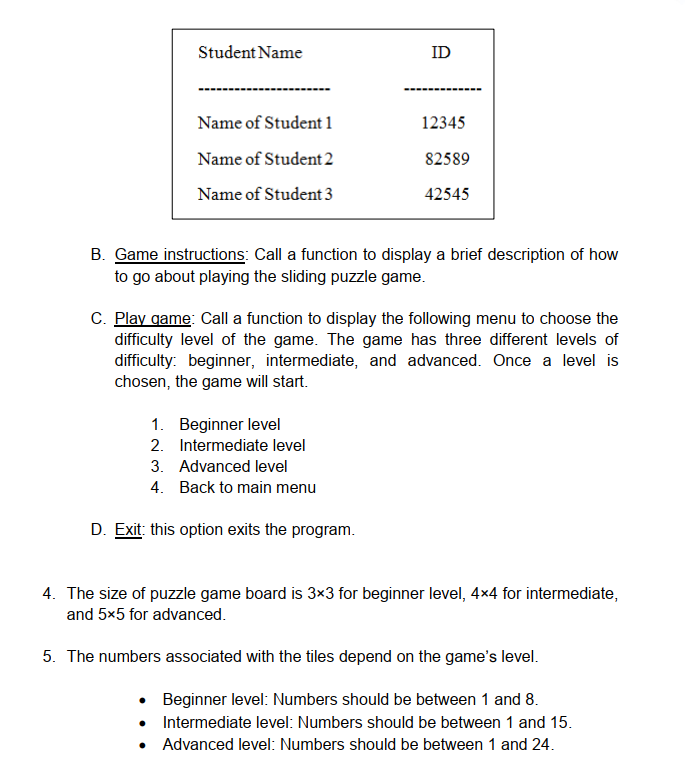 Student Name ID
---------------------- -------------
Name of Student 1 12345
Name of Student 2 82589
Name of Student 3 42545
B. Game instructions: Call a function to display a brief description of how
to go about playing the sliding puzzle game.
C. Play game: Call a function to display the following menu to choose the
difficulty level of the game. The game has three different levels of
difficulty: beginner, intermediate, and advanced. Once a level is
chosen, the game will start.
1. Beginner level
2. Intermediate level
3. Advanced level
4. Back to main menu
D. Exit: this option exits the program.
4. The size of puzzle game board is 3×3 for beginner level, 4×4 for intermediate,
and 5×5 for advanced.
5. The numbers associated with the tiles depend on the game's level.
• Beginner level: Numbers should be between 1 and 8.
• Intermediate level: Numbers should be between 1 and 15.
• Advanced level: Numbers should be between 1 and 24.